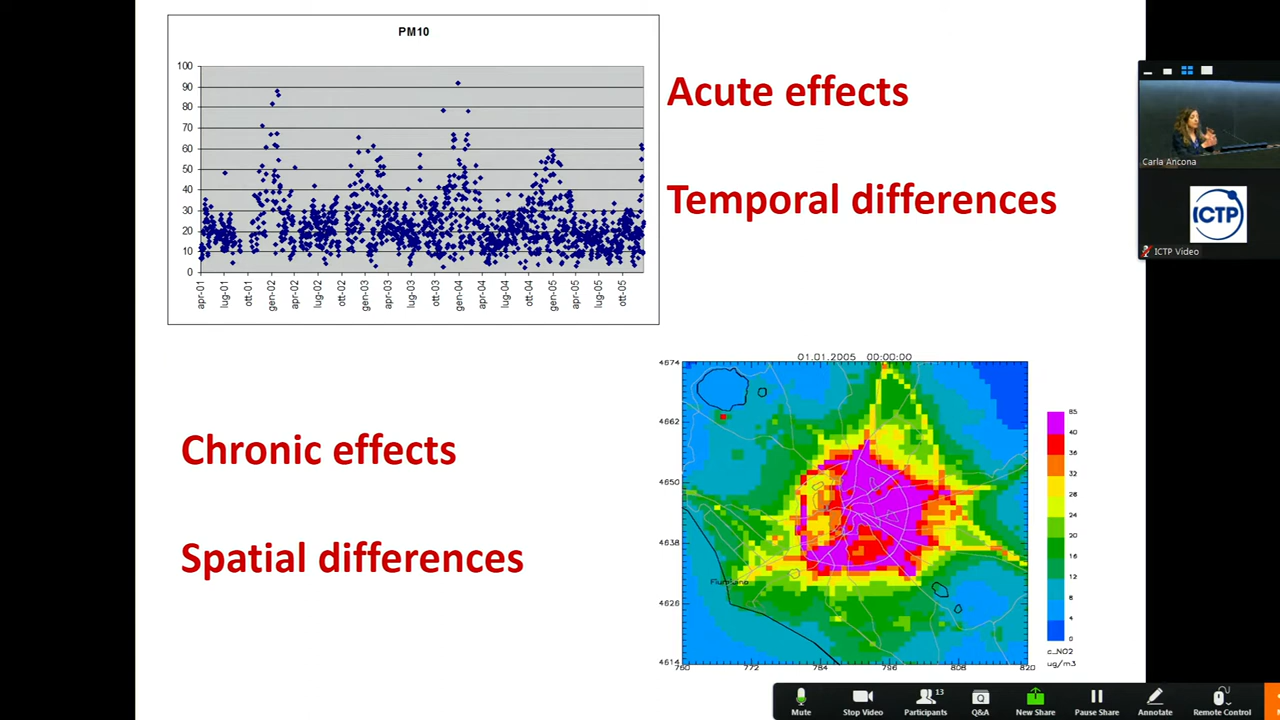 PM10
100
90
80
70
60
50
40
30
20
10
0
apr-01
lug-01
ott-01
gen-02
apr-02
lug-02
ott-02
gen-03
apr-03
lug-03
ott-03
gen-04
apr-04
lug-04
ott-04
gen-05
apr-05
lug-05
ott-05
Acute effects
Temporal differences
Carla Ancona
ICTP
ICTP Video
Chronic effects
Spatial differences
01.01.2005 00:00:00
4674
4662
4650
4638
4626
4614
760
772
784
796
808
820
Fiumicino
85
40
36
32
28
24
20
16
12
8
4
0
c_NO2
ug/m3
Mute
Stop Video
Participants
13
Q&A
New Share
Pause Share
Annotate
Remote Control